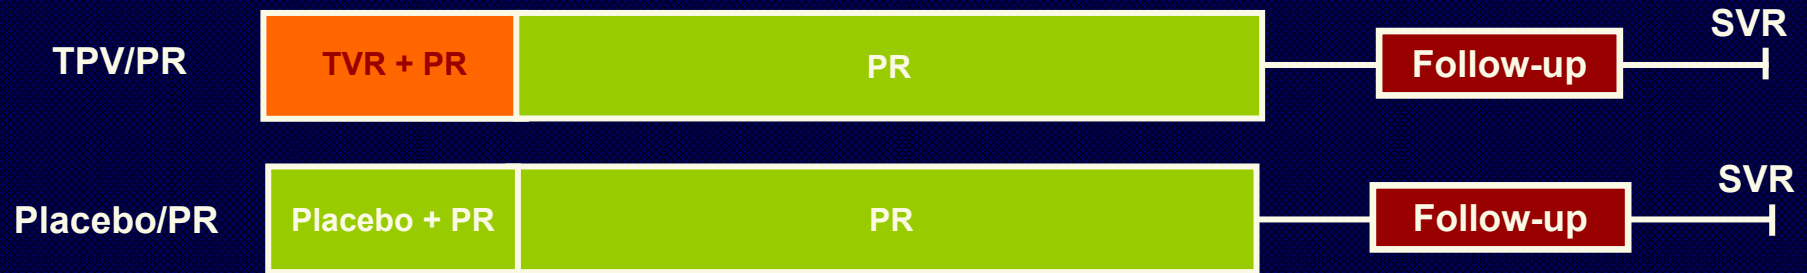 TPV/PR TVR + PR PR Follow-up SVR
Placebo/PR Placebo + PR PR Follow-up SVR